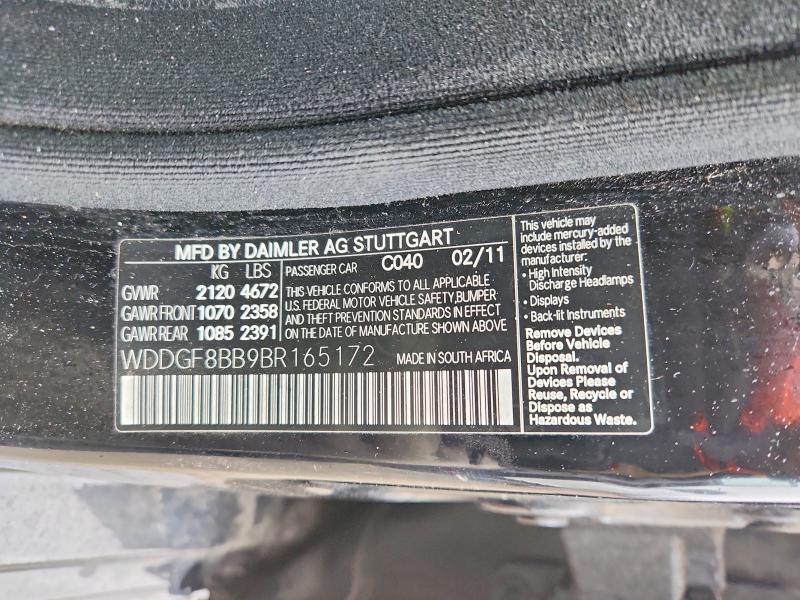 MFD BY DAIMLER AG STUTTGART
KG LBS
GVWR 2120 4672
GAWR FRONT 1070 2358
GAWR REAR 1085 2391
PASSENGER CAR C040 02/11
THIS VEHICLE CONFORMS TO ALL APPLICABLE
U.S. FEDERAL MOTOR VEHICLE SAFETY, BUMPER
AND THEFT PREVENTION STANDARDS IN EFFECT
ON THE DATE OF MANUFACTURE SHOWN ABOVE
WDDGF8BB9BR165172 MADE IN SOUTH AFRICA
This vehicle may
include mercury-added
devices installed by the
manufacturer:
• High Intensity
Discharge Headlamps
• Displays
• Back-lit Instruments
Remove Devices
Before Vehicle
Disposal.
Upon Removal of
Devices Please
Reuse, Recycle or
Dispose as
Hazardous Waste.